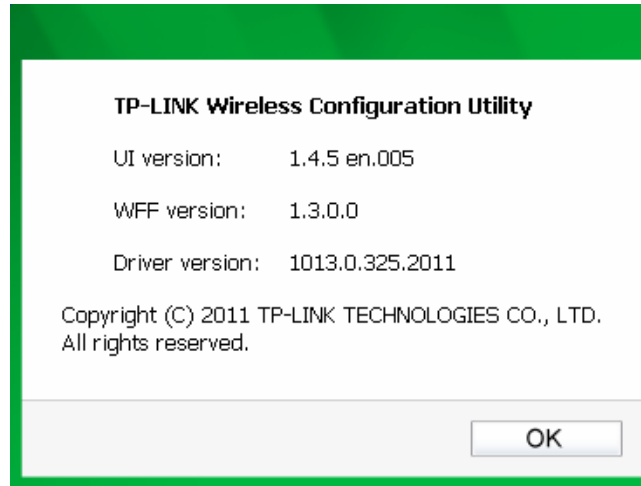 TP-LINK Wireless Configuration Utility
UI version: 1.4.5 en.005
WFF version: 1.3.0.0
Driver version: 1013.0.325.2011
Copyright (C) 2011 TP-LINK TECHNOLOGIES CO., LTD.
All rights reserved.
OK